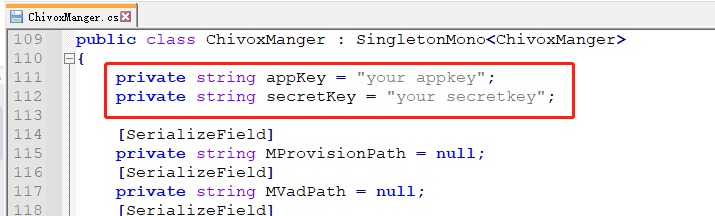 ChivoxManger.cs
109 public class ChivoxManger : SingletonMono<ChivoxManger>
110 {
111 private string appKey = "your appkey";
112 private string secretKey = "your secretkey";
113
114 [SerializeField]
115 private string MProvisionPath = null;
116 [SerializeField]
117 private string MVadPath = null;
118 [SerializeField]